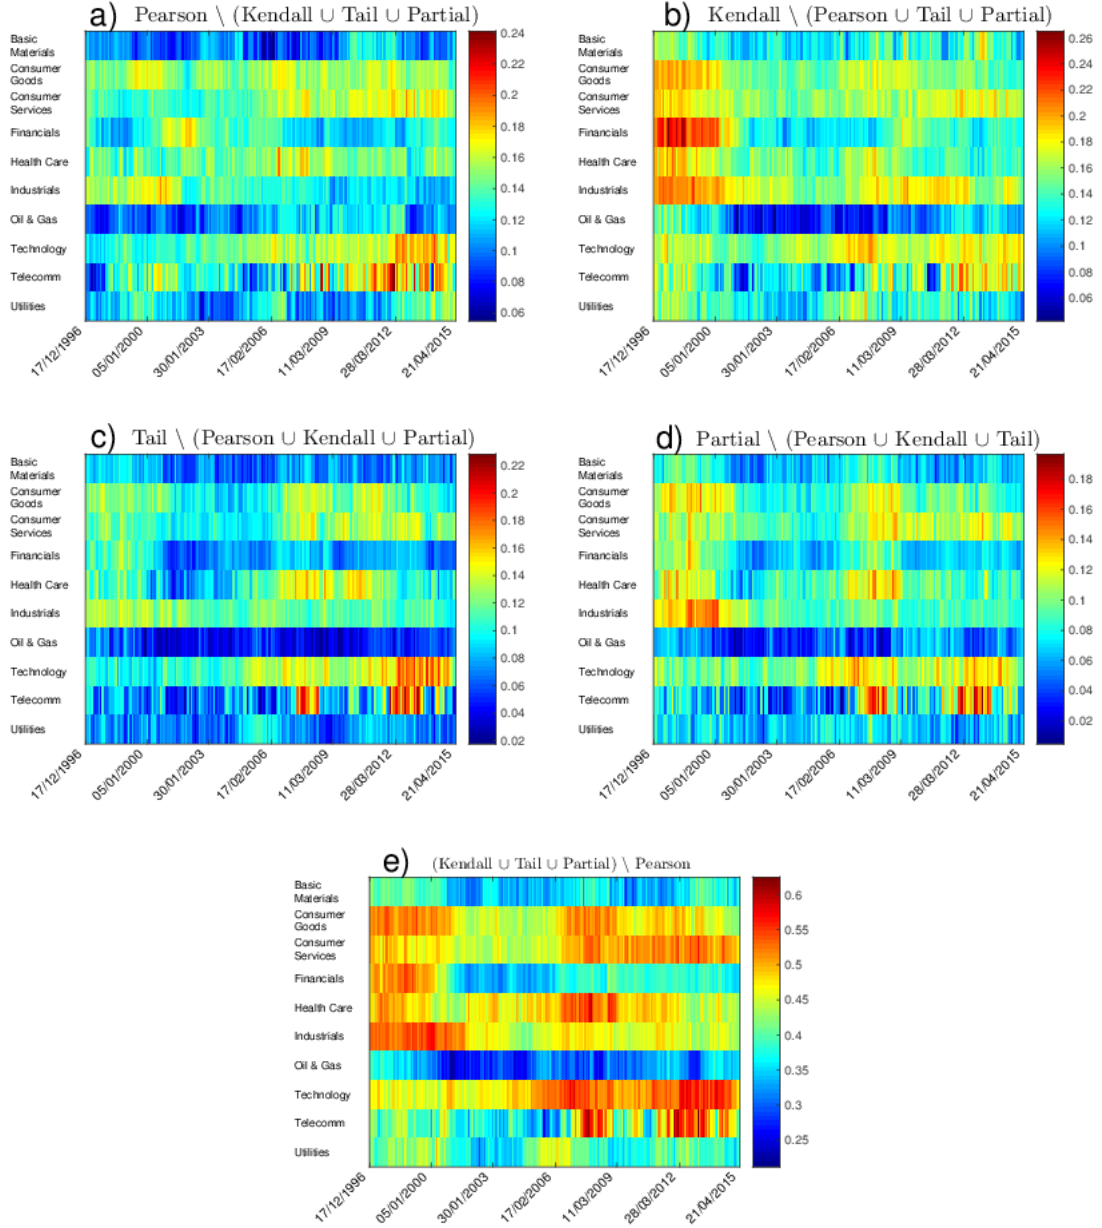 a) Pearson \ (Kendall ∪ Tail ∪ Partial)
Basic
Materials
Consumer
Goods
Consumer
Services
Financials
Health Care
Industrials
Oil & Gas
Technology
Telecomm
Utilities
0.24
0.22
0.2
0.18
0.16
0.14
0.12
0.1
0.08
0.06
17/12/1996
05/01/2000
30/01/2003
17/02/2006
11/03/2009
28/03/2012
21/04/2015
b) Kendall \ (Pearson ∪ Tail ∪ Partial)
Basic
Materials
Consumer
Goods
Consumer
Services
Financials
Health Care
Industrials
Oil & Gas
Technology
Telecomm
Utilities
0.26
0.24
0.22
0.2
0.18
0.16
0.14
0.12
0.1
0.08
0.06
17/12/1996
05/01/2000
30/01/2003
17/02/2006
11/03/2009
28/03/2012
21/04/2015
c) Tail \ (Pearson ∪ Kendall ∪ Partial)
Basic
Materials
Consumer
Goods
Consumer
Services
Financials
Health Care
Industrials
Oil & Gas
Technology
Telecomm
Utilities
0.22
0.2
0.18
0.16
0.14
0.12
0.1
0.08
0.06
0.04
0.02
17/12/1996
05/01/2000
30/01/2003
17/02/2006
11/03/2009
28/03/2012
21/04/2015
d) Partial \ (Pearson ∪ Kendall ∪ Tail)
Basic
Materials
Consumer
Goods
Consumer
Services
Financials
Health Care
Industrials
Oil & Gas
Technology
Telecomm
Utilities
0.18
0.16
0.14
0.12
0.1
0.08
0.06
0.04
0.02
17/12/1996
05/01/2000
30/01/2003
17/02/2006
11/03/2009
28/03/2012
21/04/2015
e) (Kendall ∪ Tail ∪ Partial) \ Pearson
Basic
Materials
Consumer
Goods
Consumer
Services
Financials
Health Care
Industrials
Oil & Gas
Technology
Telecomm
Utilities
0.6
0.55
0.5
0.45
0.4
0.35
0.3
0.25
17/12/1996
05/01/2000
30/01/2003
17/02/2006
11/03/2009
28/03/2012
21/04/2015